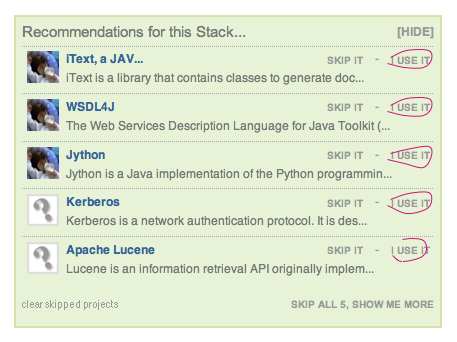 Recommendations for this Stack... [HIDE]
iText, a JAV... SKIP IT - I USE IT
iText is a library that contains classes to generate doc...
WSDL4J SKIP IT - I USE IT
The Web Services Description Language for Java Toolkit (...
Jython SKIP IT - I USE IT
Jython is a Java implementation of the Python programmin...
Kerberos SKIP IT - I USE IT
Kerberos is a network authentication protocol. It is des...
Apache Lucene SKIP IT - I USE IT
Lucene is an information retrieval API originally implem...
clear skipped projects SKIP ALL 5, SHOW ME MORE